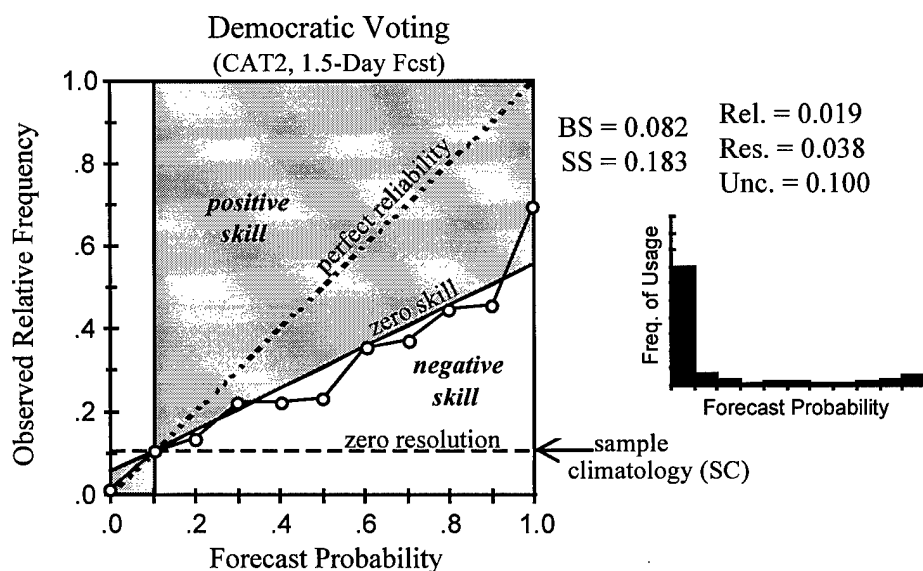 Democratic Voting
(CAT2, 1.5-Day Fcst)
Observed Relative Frequency
1.0
.8
.6
.4
.2
.0
positive
skill
perfect reliability
zero skill
negative
skill
zero resolution
.0
.2
.4
.6
.8
1.0
Forecast Probability
BS = 0.082
SS = 0.183
Rel. = 0.019
Res. = 0.038
Unc. = 0.100
Freq. of Usage
Forecast Probability
sample
climatology (SC)